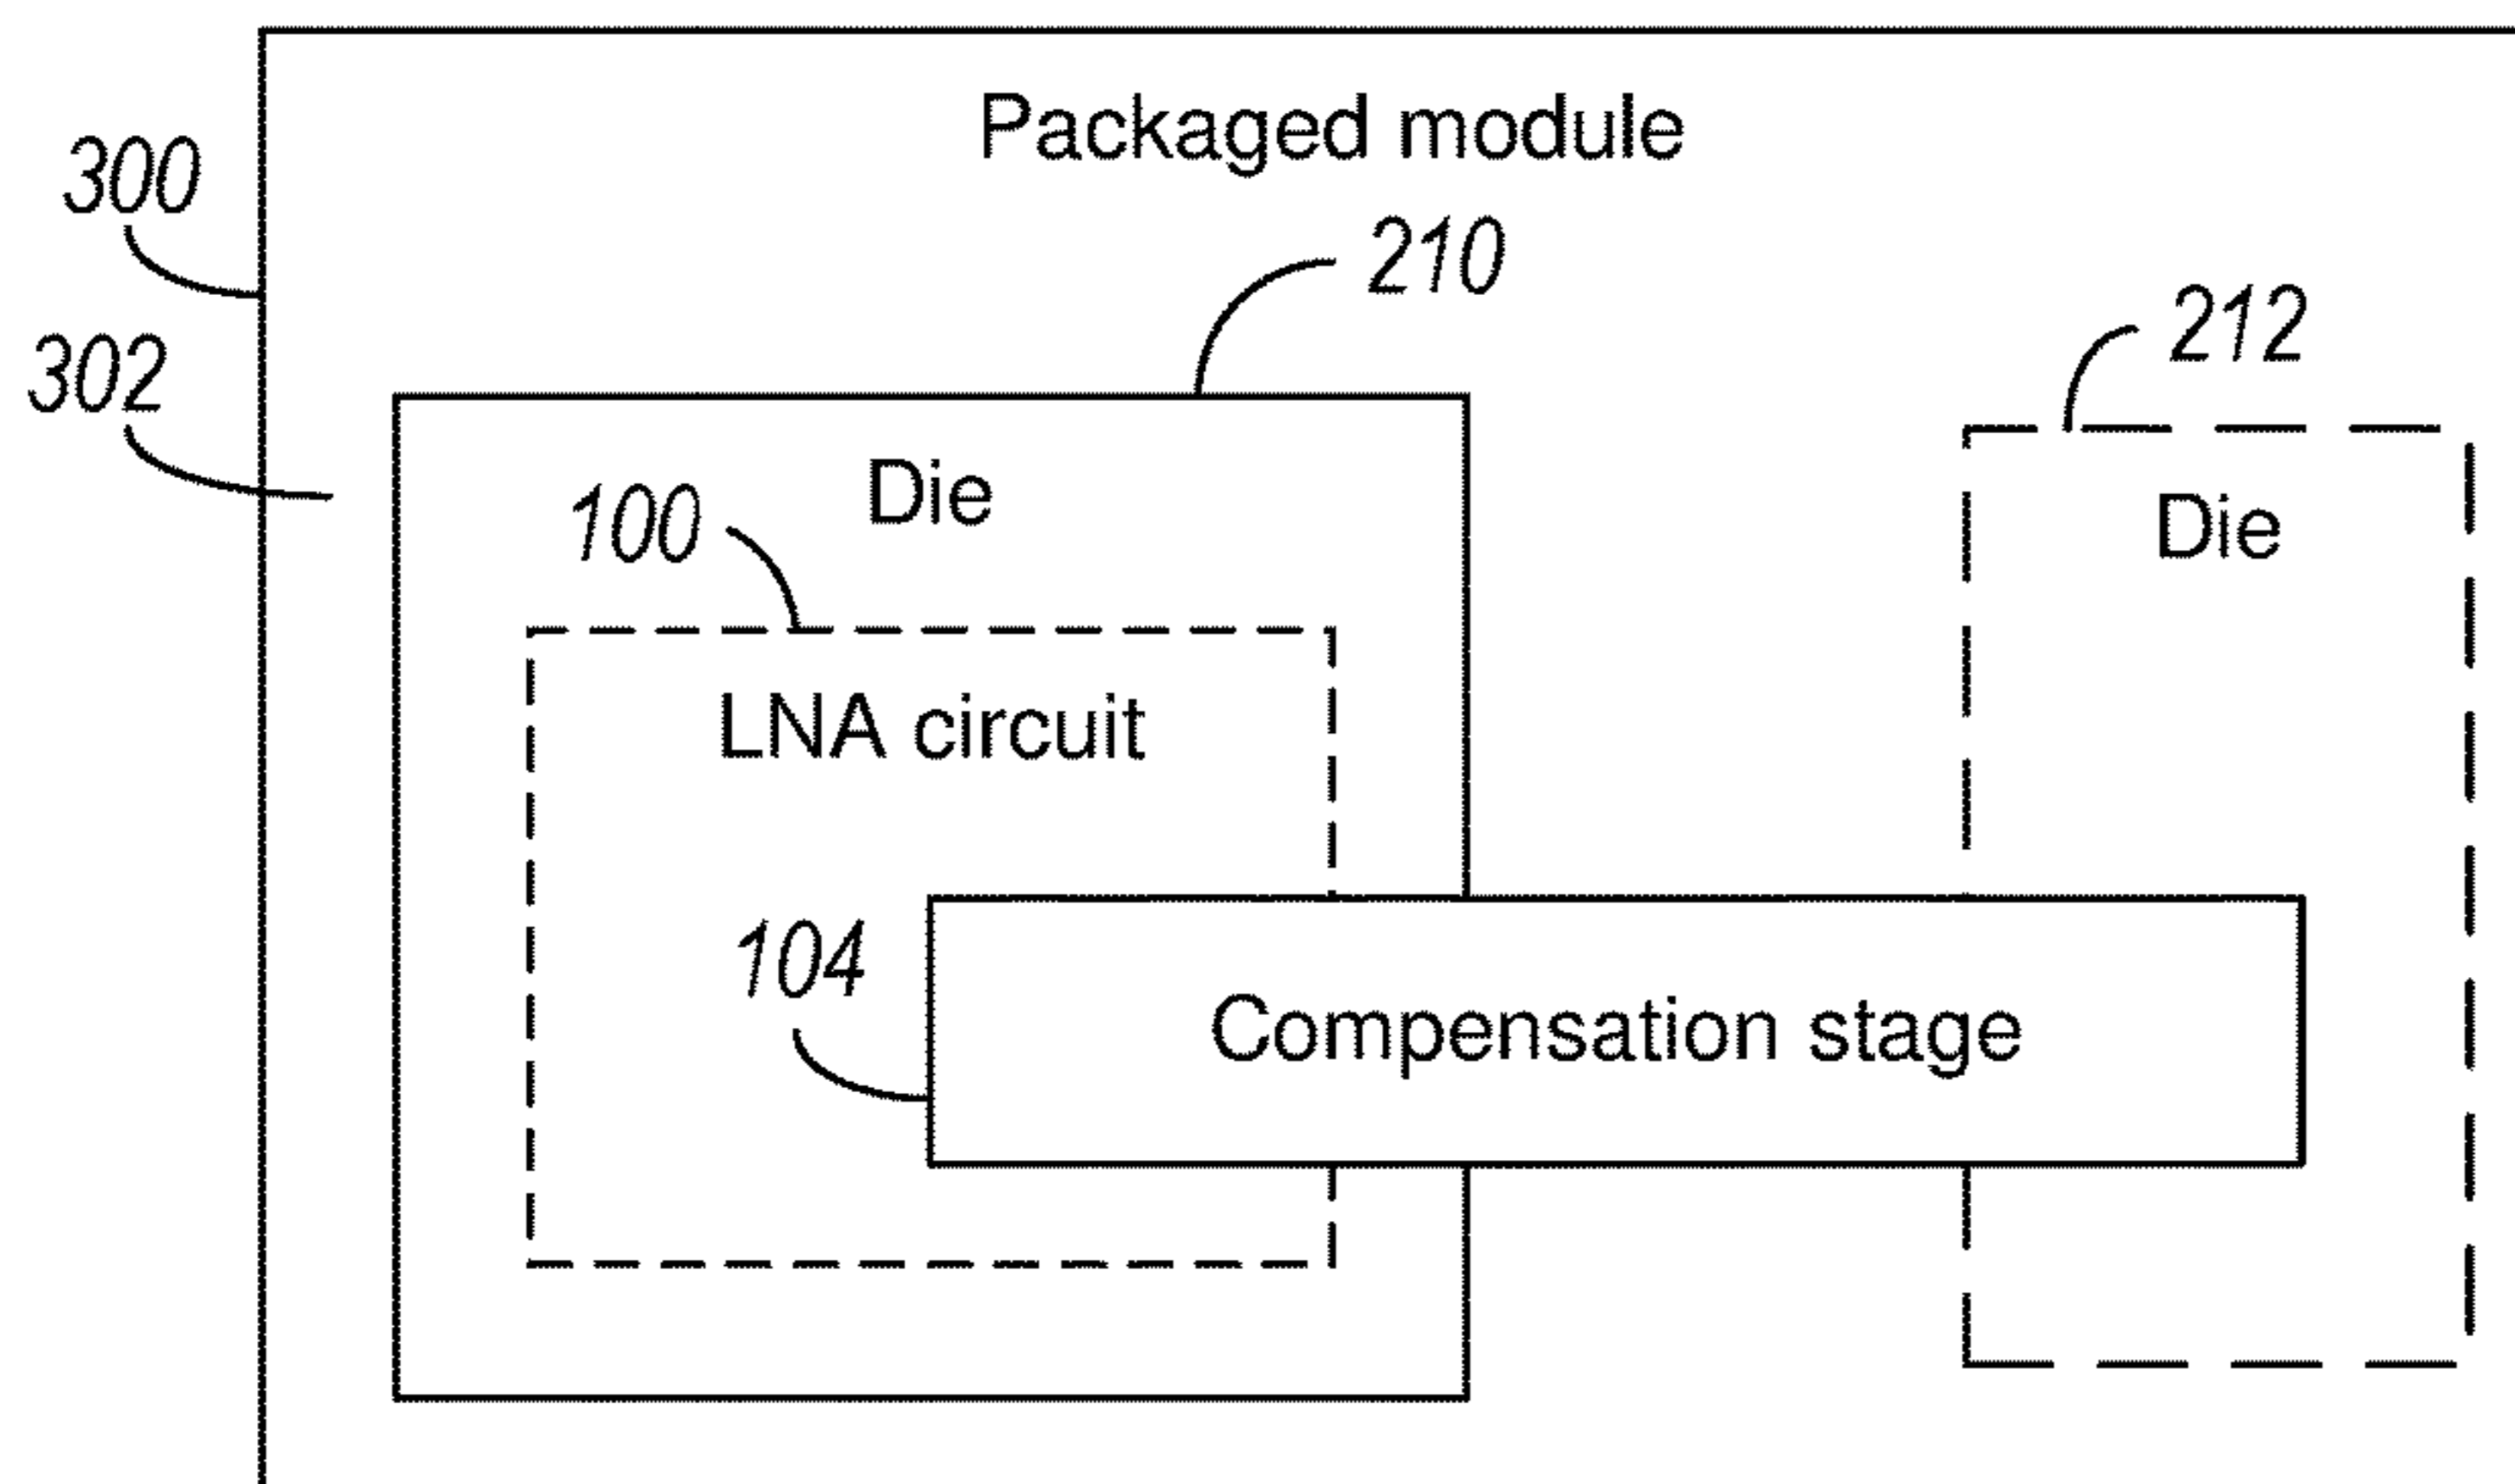 Packaged module
300
210
212
302
Die
Die
100
LNA circuit
104
Compensation stage